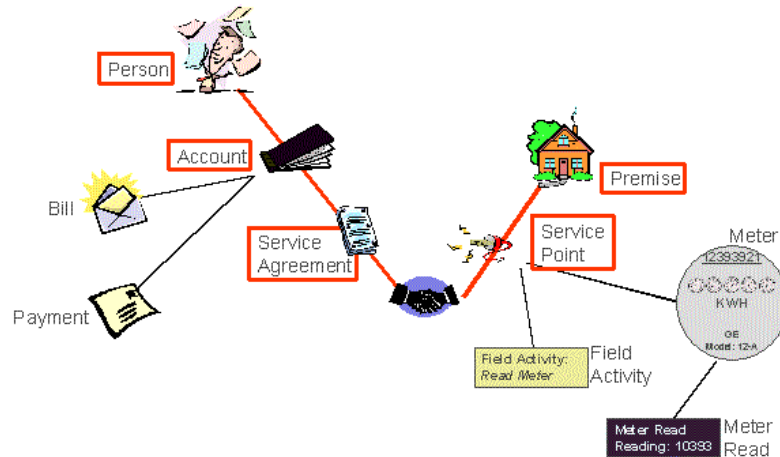 Person
Account
Bill
Service
Agreement
Payment
Premise
Service
Point
Meter
12393921
KWH
GE
Model: 12-A
Field Activity:
Read Meter
Field
Activity
Meter Read
Reading: 10393
Meter
Read